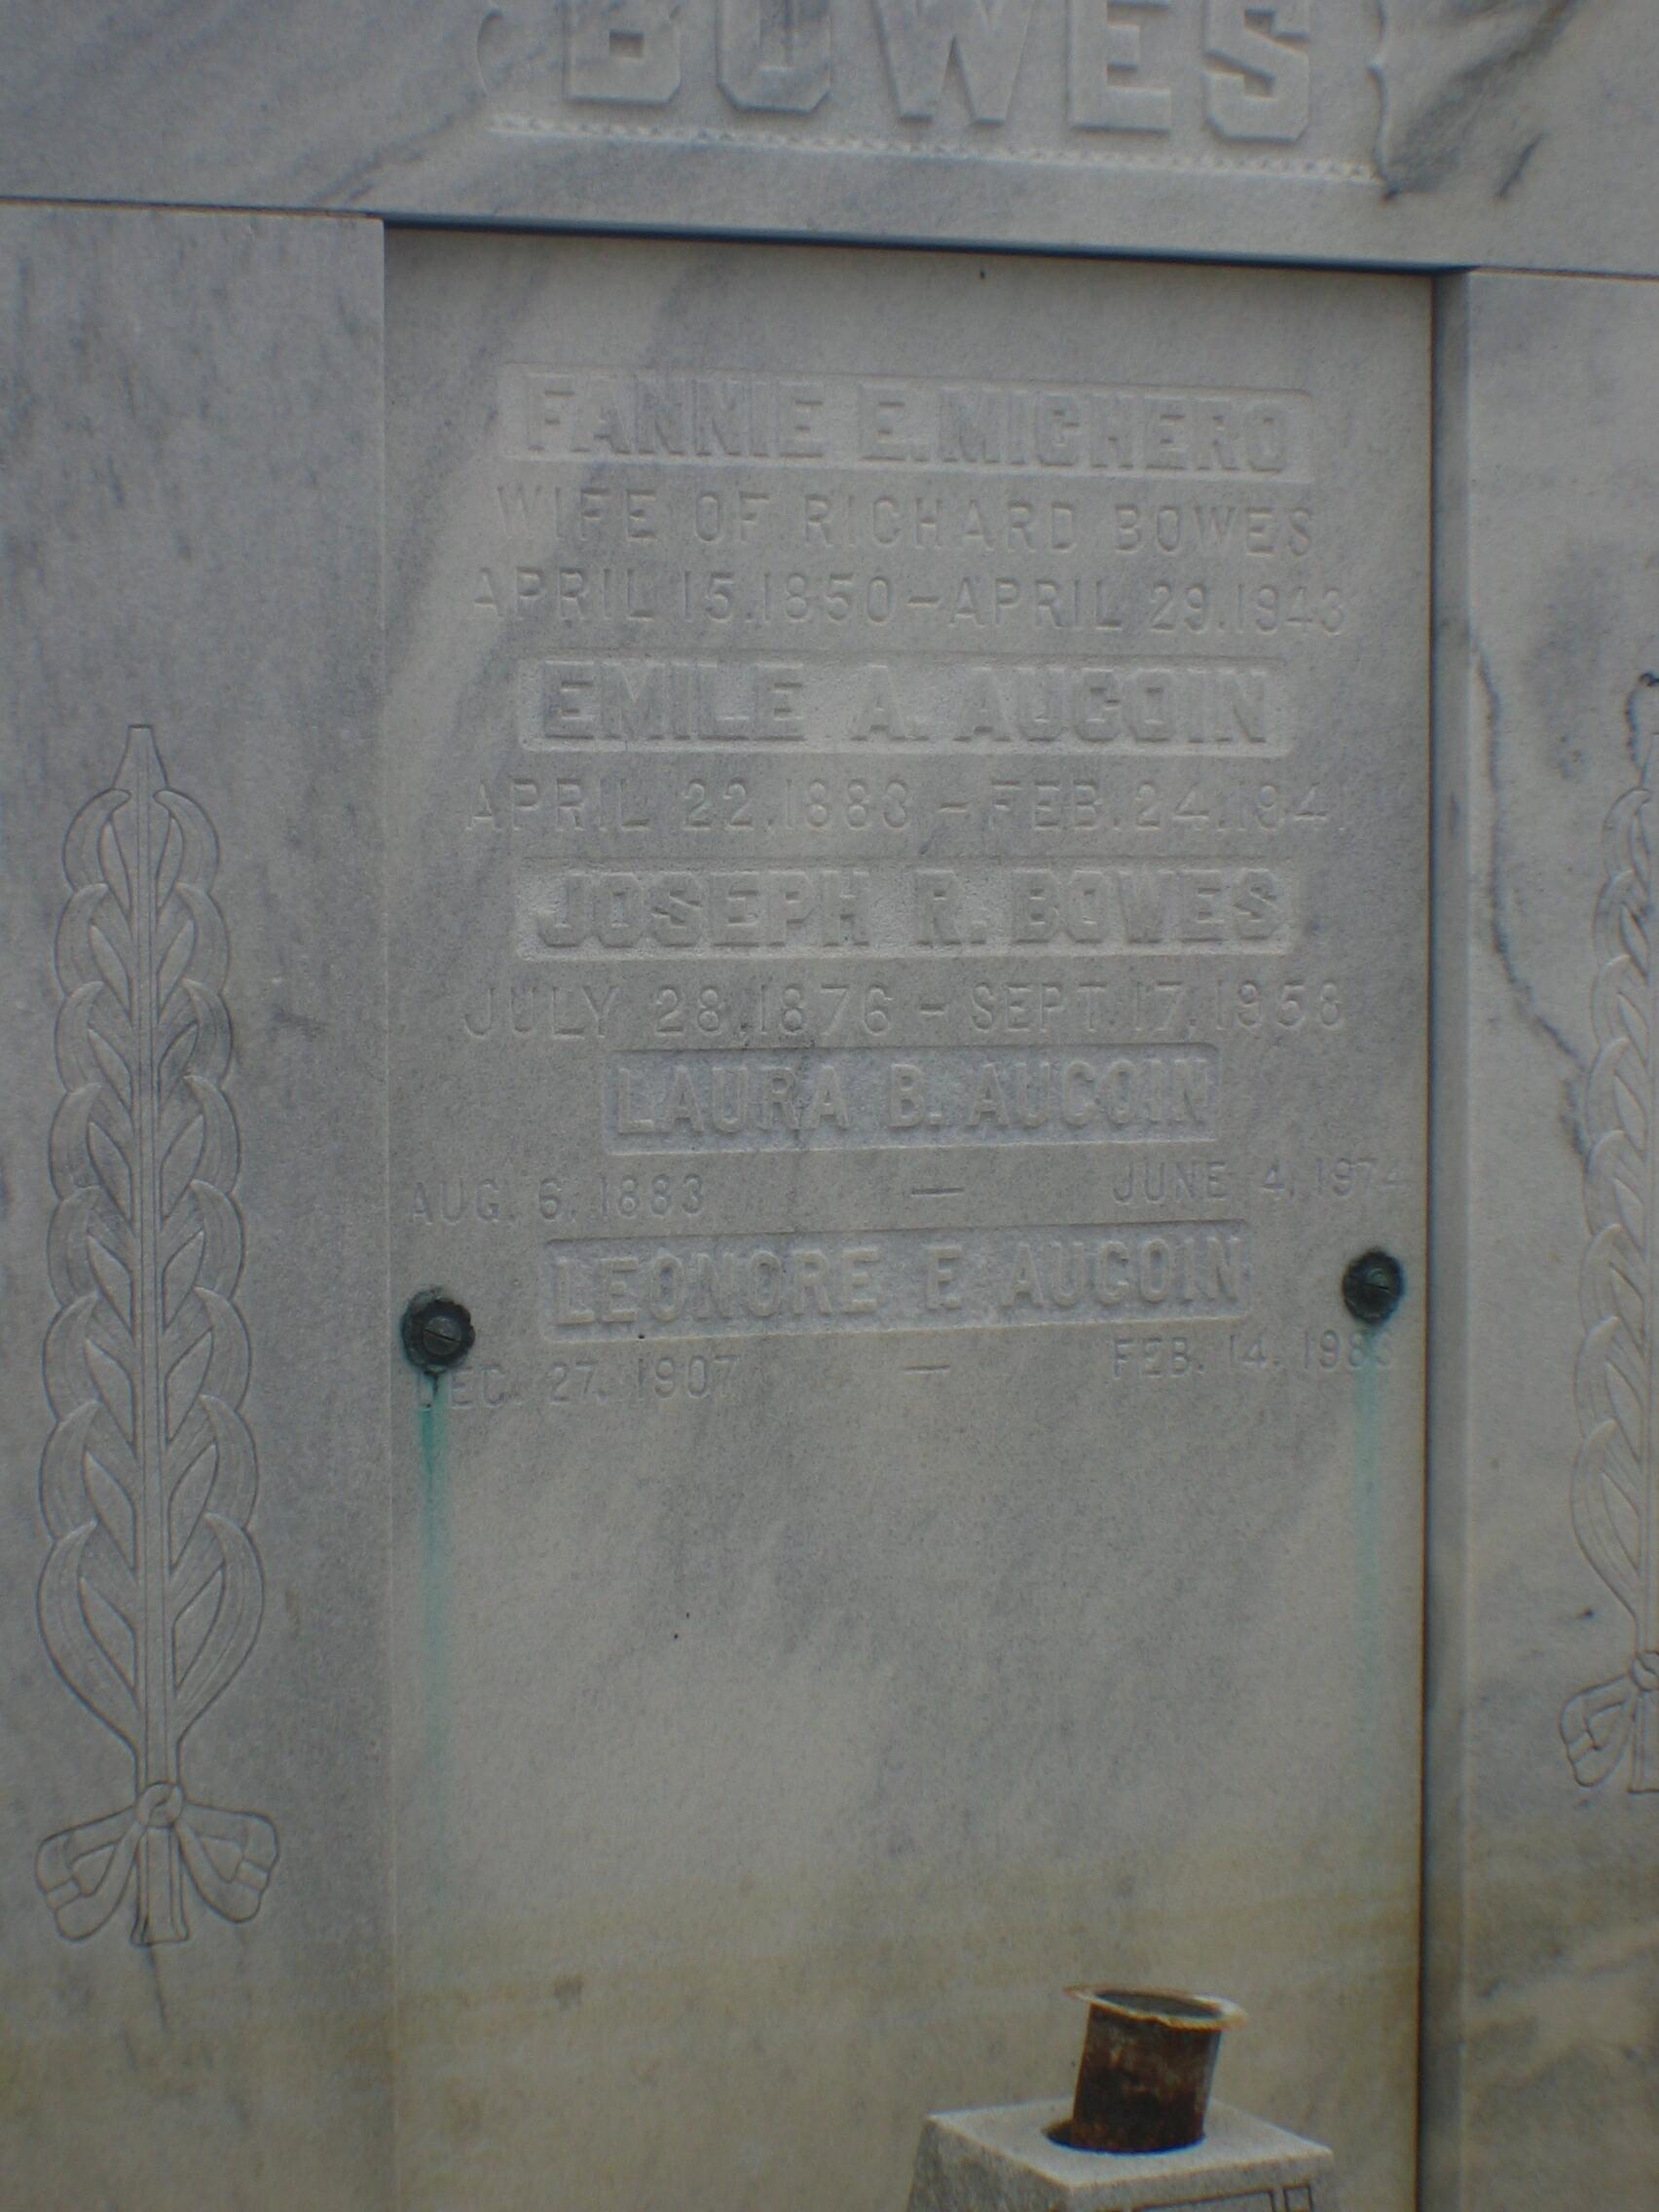 BOWES
FANNIE E. MICHERO
WIFE OF RICHARD BOWES
APRIL 15.1850 – APRIL 29.1943
EMILE A. AUCOIN
APRIL 22.1883 – FEB. 24.
JOSEPH R. BOWES
JULY 28.1876 – SEPT. 17.1958
LAURA B. AUCOIN
AUG. 6. 1883 — JUNE 4. 1974
LEONORE F. AUCOIN
27. 1907 — FEB. 14.